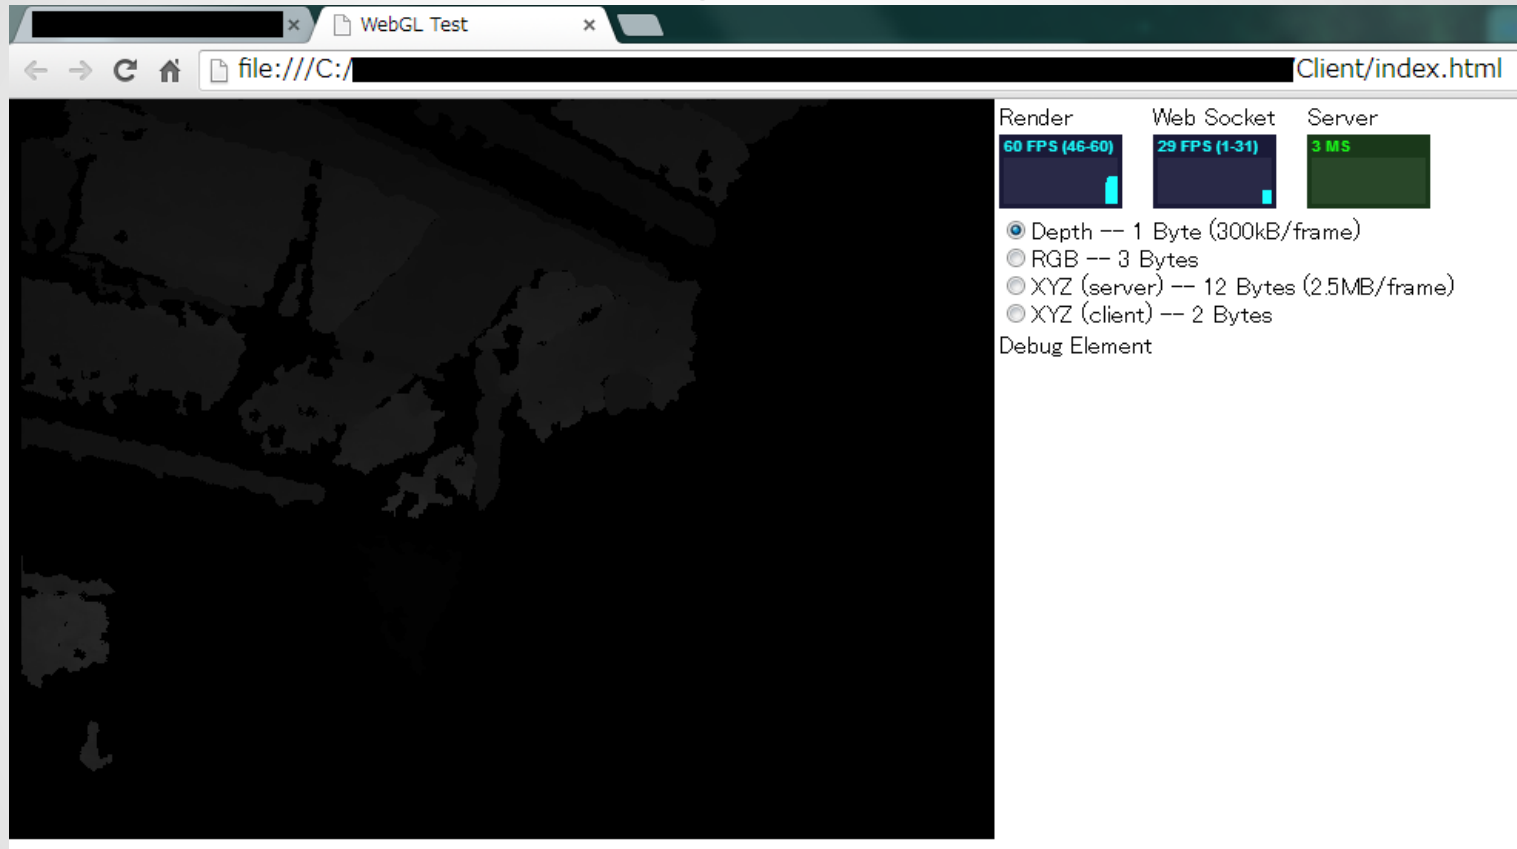 WebGL Test
file:///C:/ Client/index.html
Render Web Socket Server
60 FPS (46-60) 29 FPS (1-31) 3 MS
Depth -- 1 Byte (300kB/frame)
RGB -- 3 Bytes
XYZ (server) -- 12 Bytes (2.5MB/frame)
XYZ (client) -- 2 Bytes
Debug Element